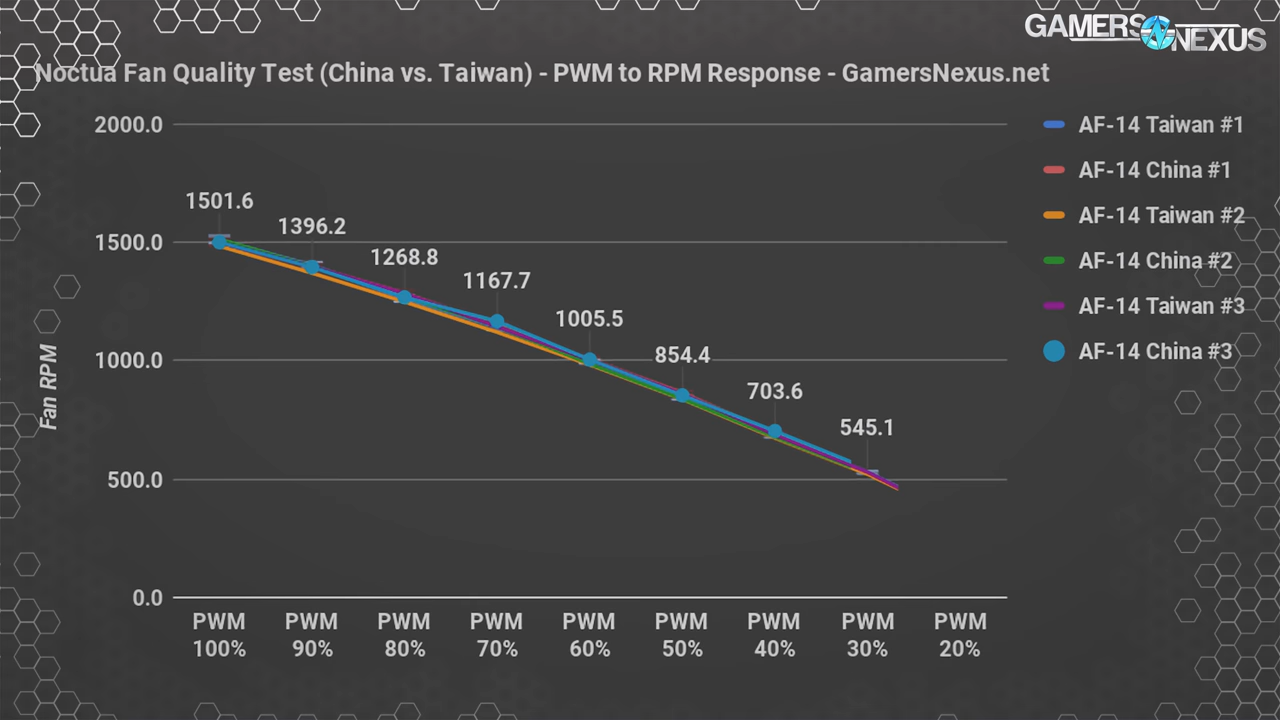 GAMERS NEXUS
Noctua Fan Quality Test (China vs. Taiwan) - PWM to RPM Response - GamersNexus.net
2000.0
1500.0
1000.0
500.0
0.0
Fan RPM
1501.6
1396.2
1268.8
1167.7
1005.5
854.4
703.6
545.1
PWM 100%
PWM 90%
PWM 80%
PWM 70%
PWM 60%
PWM 50%
PWM 40%
PWM 30%
PWM 20%
AF-14 Taiwan #1
AF-14 China #1
AF-14 Taiwan #2
AF-14 China #2
AF-14 Taiwan #3
AF-14 China #3